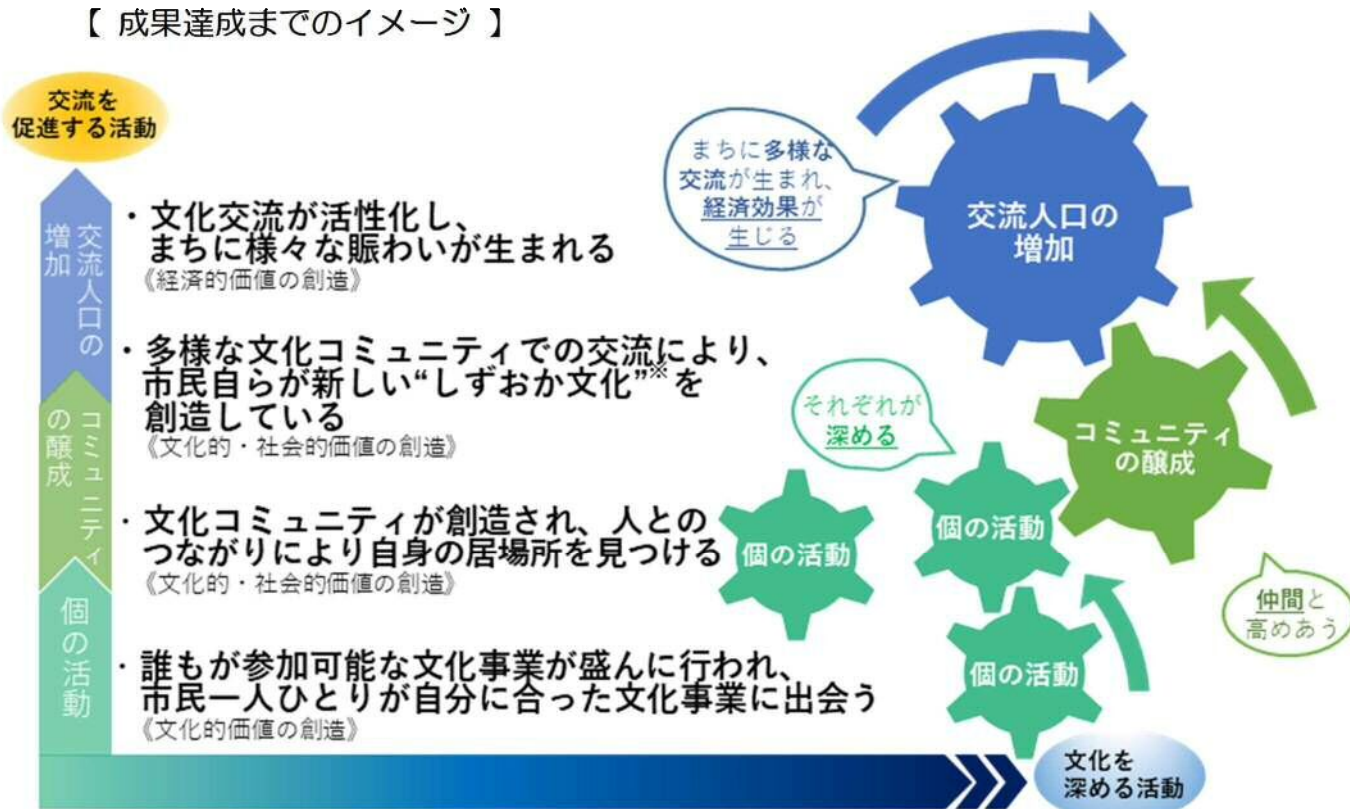 【 成果達成までのイメージ 】
交流を
促進する活動
交流人口の
増加
コミュニティ
の醸成
個の活動
・文化交流が活性化し、
まちに様々な賑わいが生まれる
《経済的価値の創造》
・多様な文化コミュニティでの交流により、
市民自らが新しい“しずおか文化”※を
創造している
《文化的・社会的価値の創造》
・文化コミュニティが創造され、人との
つながりにより自身の居場所を見つける
《文化的・社会的価値の創造》
・誰もが参加可能な文化事業が盛んに行われ、
市民一人ひとりが自分に合った文化事業に出会う
《文化的価値の創造》
まちに多様な
交流が生まれ、
経済効果が
生じる
交流人口の
増加
コミュニティ
の醸成
それぞれが
深める
個の活動
個の活動
個の活動
仲間と
高めあう
文化を
深める活動